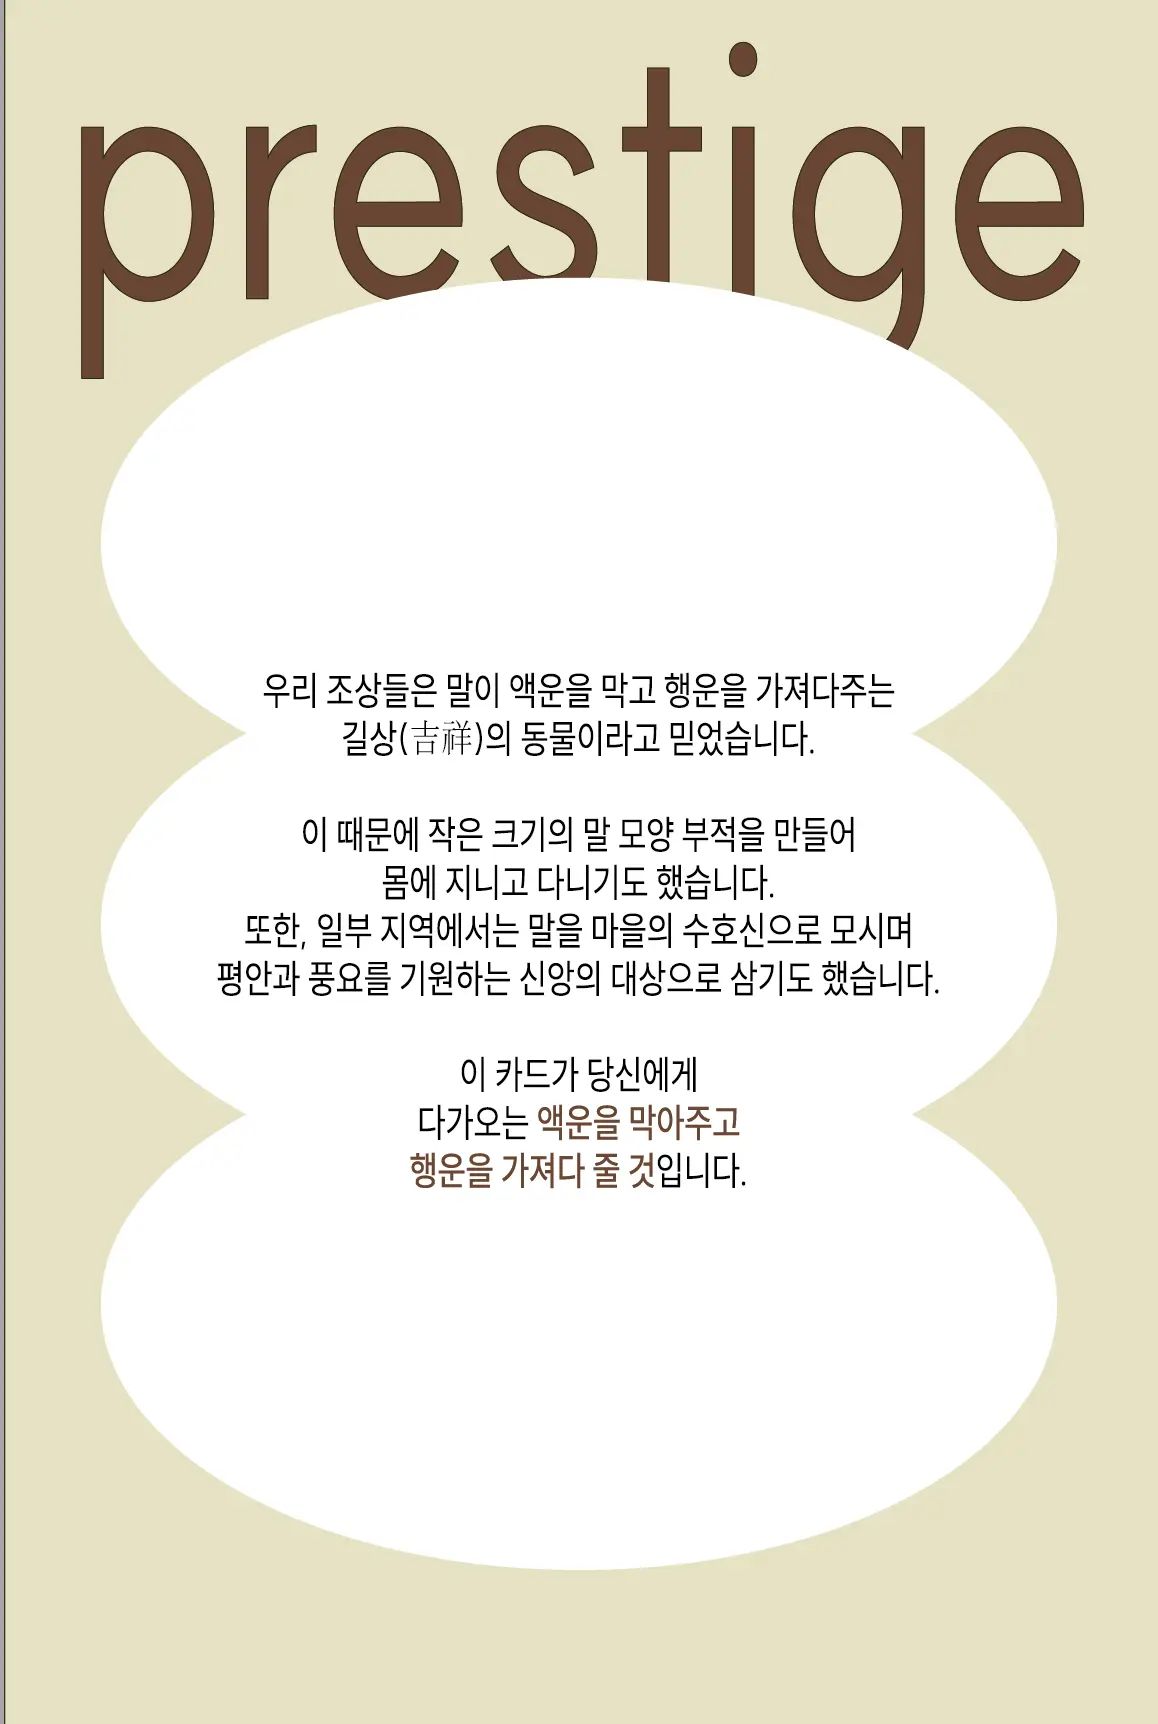 prestige
우리 조상들은 말이 액운을 막고 행운을 가져다주는
길상(吉祥)의 동물이라고 믿었습니다.
이 때문에 작은 크기의 말 모양 부적을 만들어
몸에 지니고 다니기도 했습니다.
또한, 일부 지역에서는 말을 마을의 수호신으로 모시며
평안과 풍요를 기원하는 신앙의 대상으로 삼기도 했습니다.
이 카드가 당신에게
다가오는 액운을 막아주고
행운을 가져다 줄 것입니다.